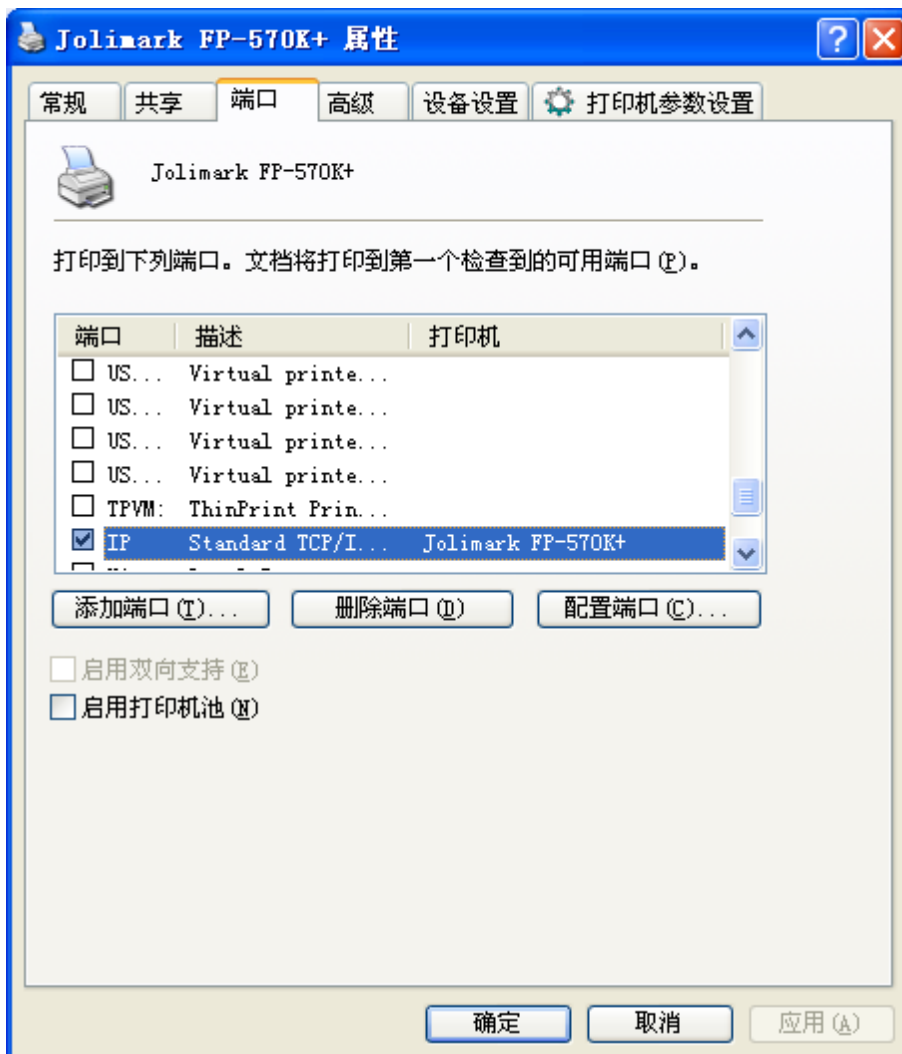 Jolimark FP-570K+ 属性
常规 共享 端口 高级 设备设置 打印机参数设置
Jolimark FP-570K+
打印到下列端口。文档将打印到第一个检查到的可用端口(P)。
端口 描述 打印机
US... Virtual printe...
US... Virtual printe...
US... Virtual printe...
US... Virtual printe...
TPVM: ThinPrint Prin...
IP Standard TCP/I... Jolimark FP-570K+
添加端口(T)... 删除端口(D) 配置端口(C)...
启用双向支持(E)
启用打印机池(N)
确定 取消 应用(A)